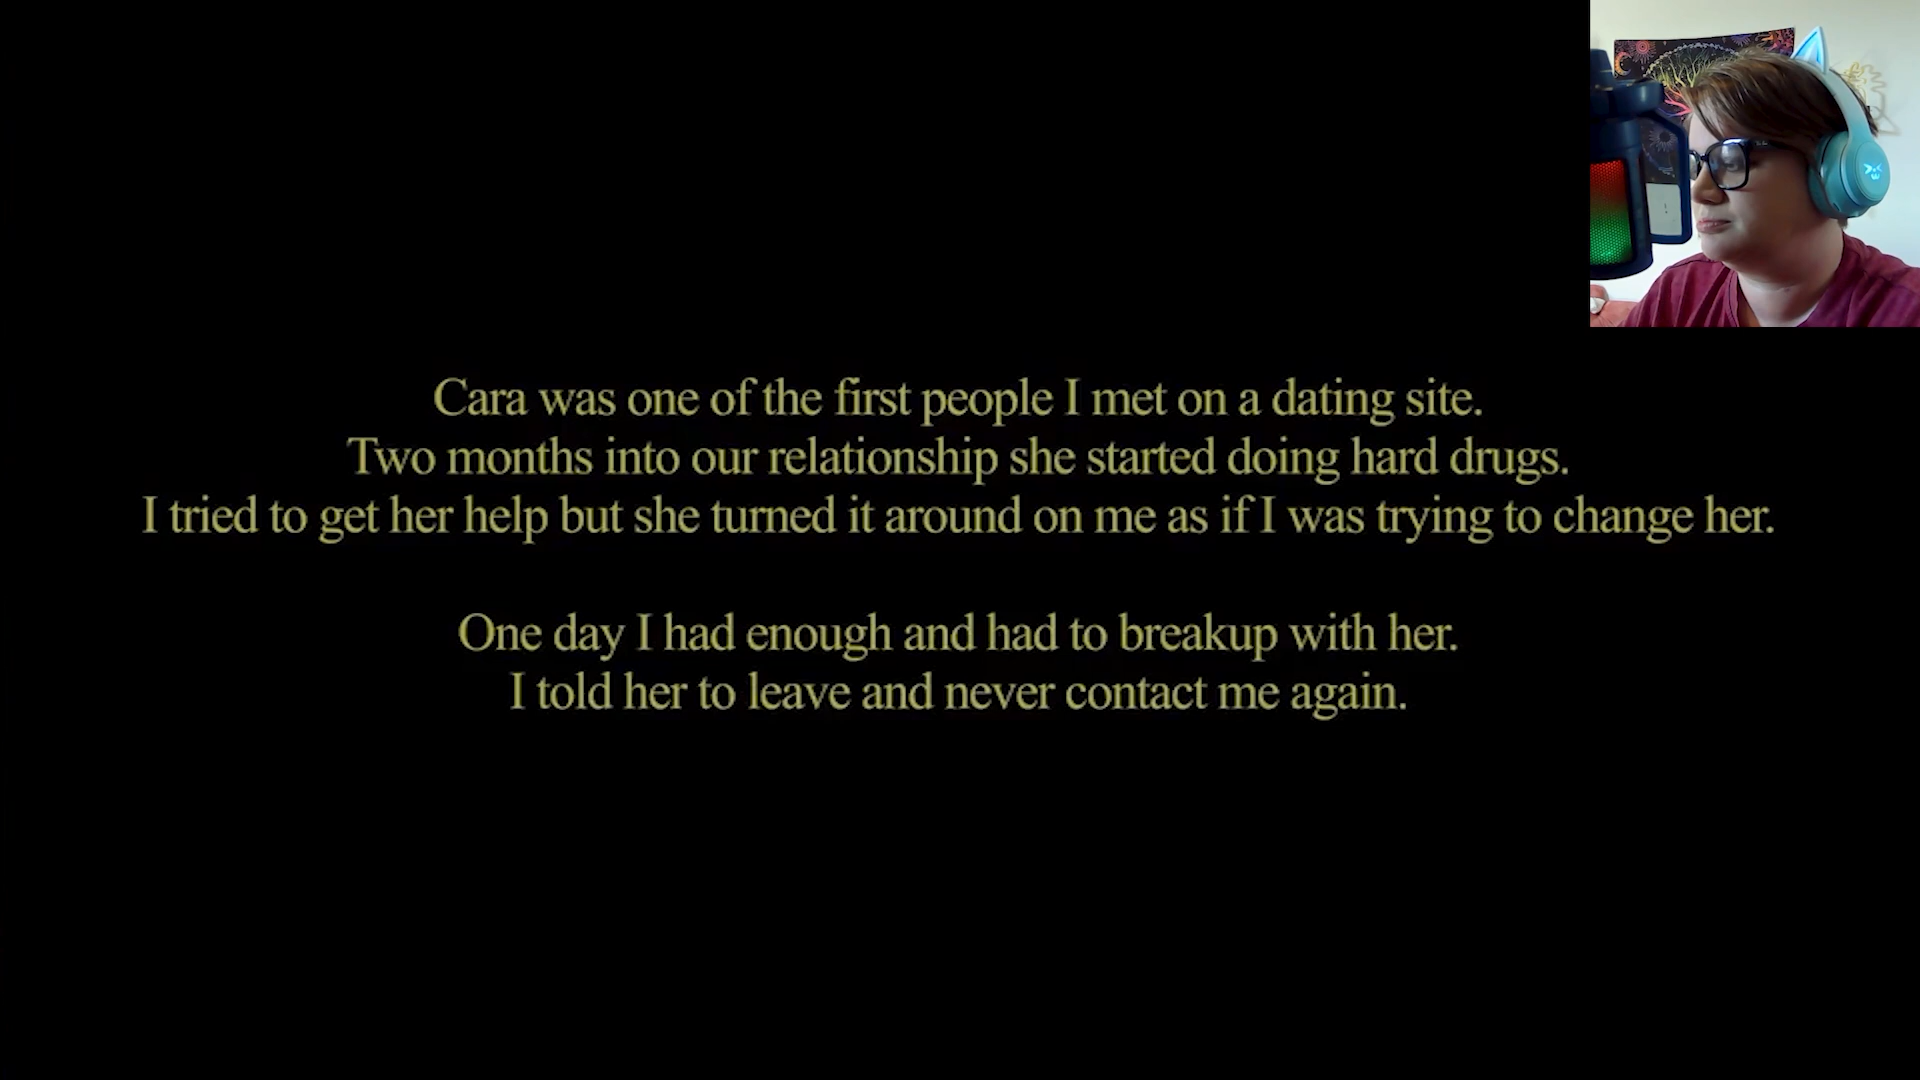 Cara was one of the first people I met on a dating site.
Two months into our relationship she started doing hard drugs.
I tried to get her help but she turned it around on me as if I was trying to change her.
One day I had enough and had to breakup with her.
I told her to leave and never contact me again.